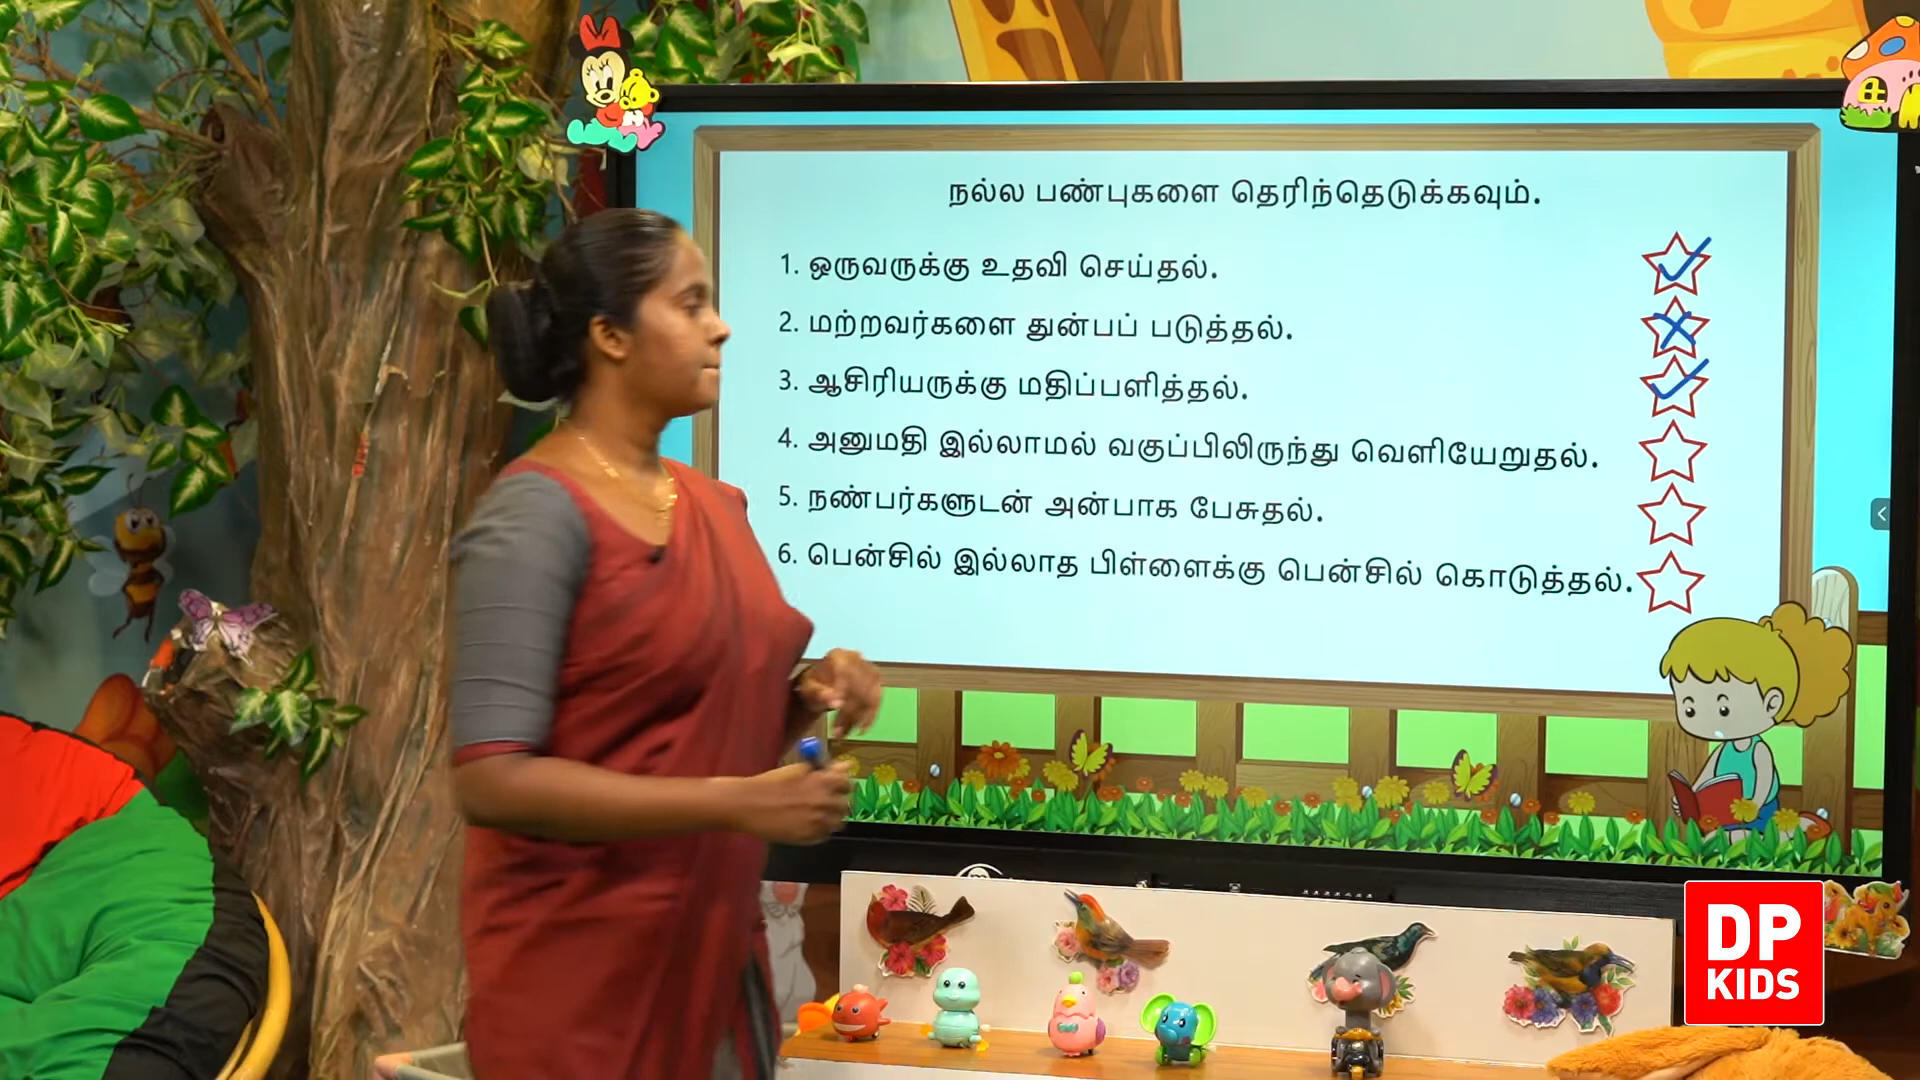 நல்ல பண்புகளை தெரிந்தெடுக்கவும்.
1. ஒருவருக்கு உதவி செய்தல்.
2. மற்றவர்களை துன்பப் படுத்தல்.
3. ஆசிரியருக்கு மதிப்பளித்தல்.
4. அனுமதி இல்லாமல் வகுப்பிலிருந்து வெளியேறுதல்.
5. நண்பர்களுடன் அன்பாக பேசுதல்.
6. பென்சில் இல்லாத பிள்ளைக்கு பென்சில் கொடுத்தல்.
DP
KIDS